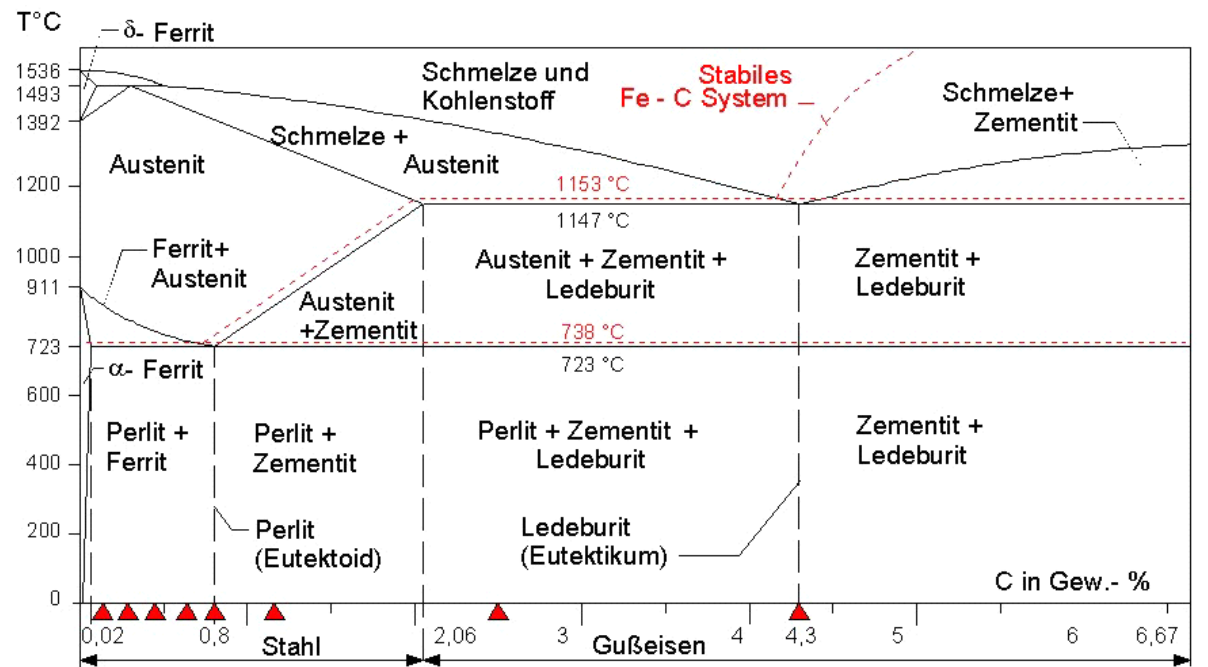 T°C
δ- Ferrit
1536
1493
1392
1200
1000
911
723
600
400
200
0
Schmelze und
Kohlenstoff
Stabiles
Fe - C System
Schmelze+
Zementit
Schmelze +
Austenit
Austenit
1153 °C
1147 °C
Ferrit+
Austenit
Austenit
+Zementit
Austenit + Zementit +
Ledeburit
Zementit +
Ledeburit
738 °C
723 °C
α- Ferrit
Perlit +
Ferrit
Perlit +
Zementit
Perlit + Zementit +
Ledeburit
Zementit +
Ledeburit
Perlit
(Eutektoid)
Ledeburit
(Eutektikum)
C in Gew.- %
0,02
0,8
2,06
3
4
4,3
5
6
6,67
Stahl
Gußeisen